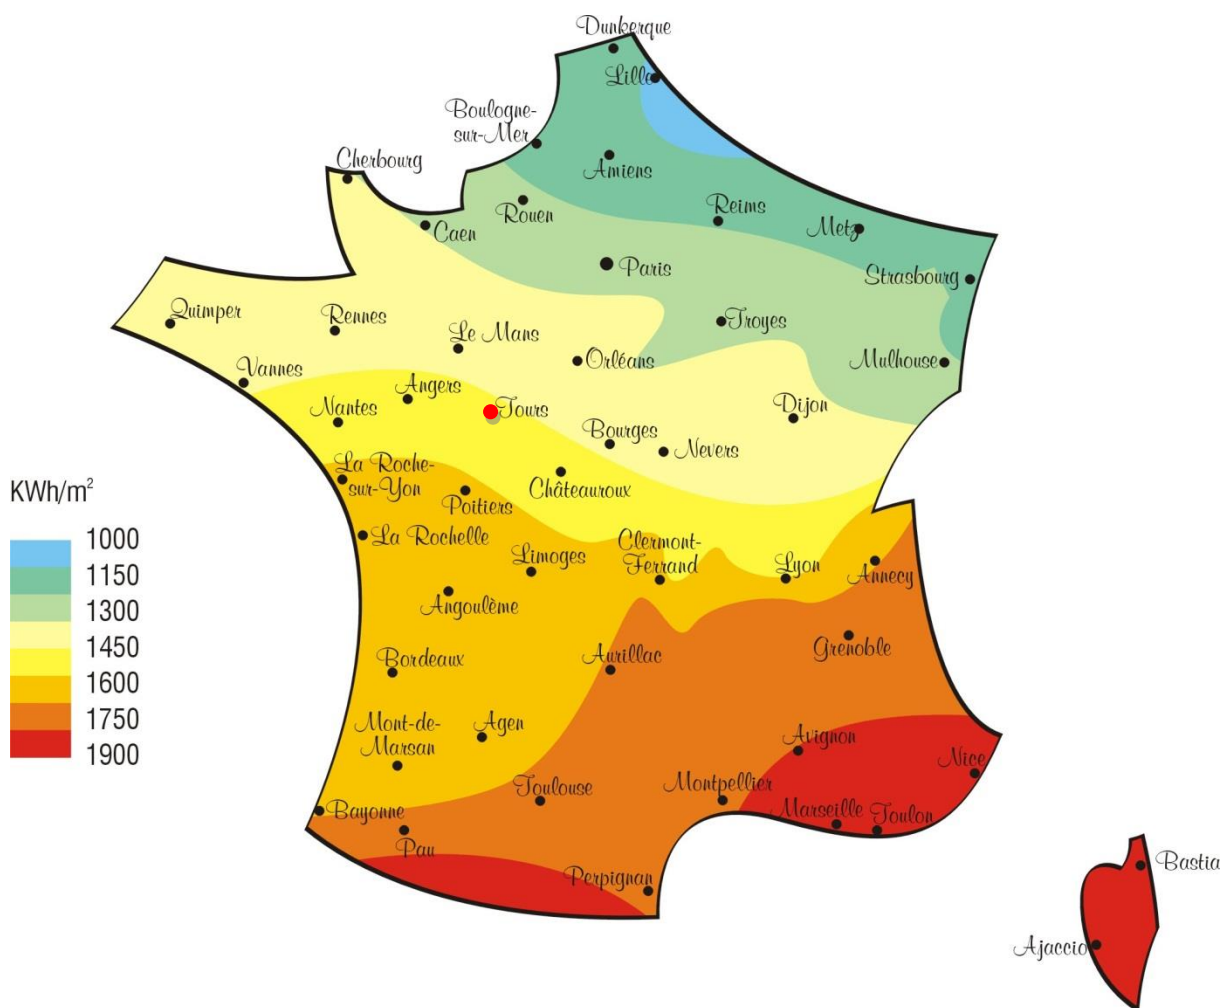 Dunkerque
Lille
Boulogne-
sur-Mer
Amiens
Cherbourg
Rouen
Reims
Caen
Metz
Paris
Strasbourg
Quimper
Rennes
Le Mans
Troyes
Orléans
Mulhouse
Vannes
Angers
Nantes
Tours
Dijon
Bourges
Nevers
La Roche-
sur-Yon
Châteauroux
Poitiers
KWh/m²
1000
1150
1300
1450
1600
1750
1900
La Rochelle
Limoges
Clermont-
Ferrand
Lyon
Annecy
Angoulème
Bordeaux
Aurillac
Grenoble
Mont-de-
Marsan
Agen
Avignon
Nice
Toulouse
Montpellier
Bayonne
Marseille
Toulon
Pau
Perpignan
Bastia
Ajaccio